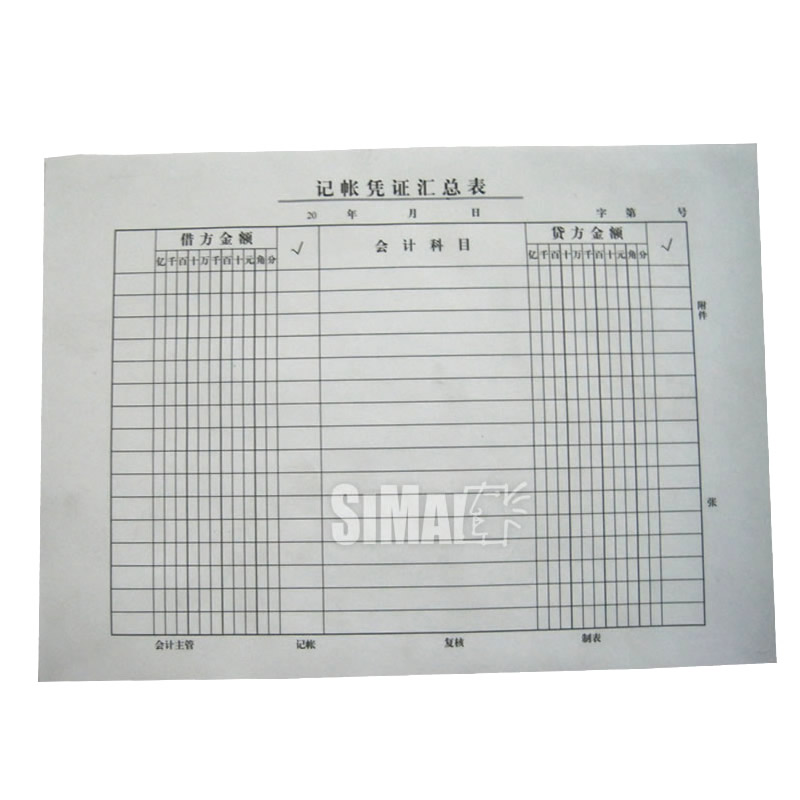 记帐凭证汇总表
20 年 月 日 字 第 号
借方金额 √ 会计科目 贷方金额 √
亿千百十万千百十元角分 亿千百十万千百十元角分
附件
张
SiMAI
会计主管 记帐 复核 制表